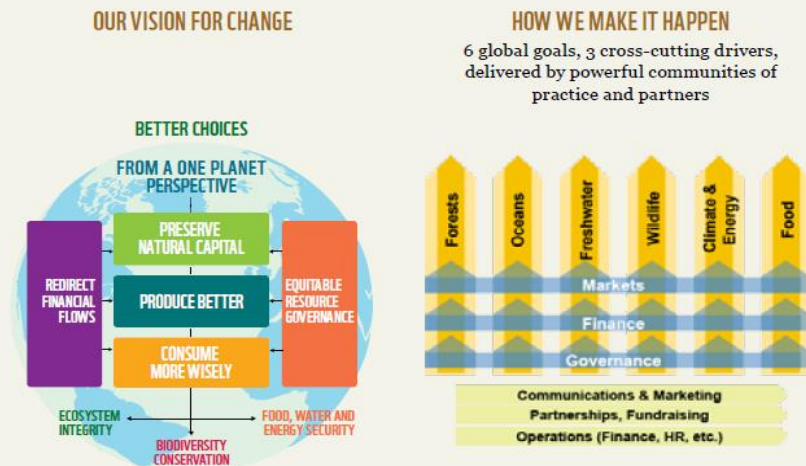 OUR VISION FOR CHANGE
BETTER CHOICES
FROM A ONE PLANET
PERSPECTIVE
REDIRECT
FINANCIAL
FLOWS
PRESERVE
NATURAL CAPITAL
PRODUCE BETTER
CONSUME
MORE WISELY
EQUITABLE
RESOURCE
GOVERNANCE
ECOSYSTEM
INTEGRITY
BIODIVERSITY
CONSERVATION
FOOD, WATER AND
ENERGY SECURITY
HOW WE MAKE IT HAPPEN
6 global goals, 3 cross-cutting drivers,
delivered by powerful communities of
practice and partners
Forests
Oceans
Freshwater
Wildlife
Climate &
Energy
Food
Markets
Finance
Governance
Communications & Marketing
Partnerships, Fundraising
Operations (Finance, HR, etc.)